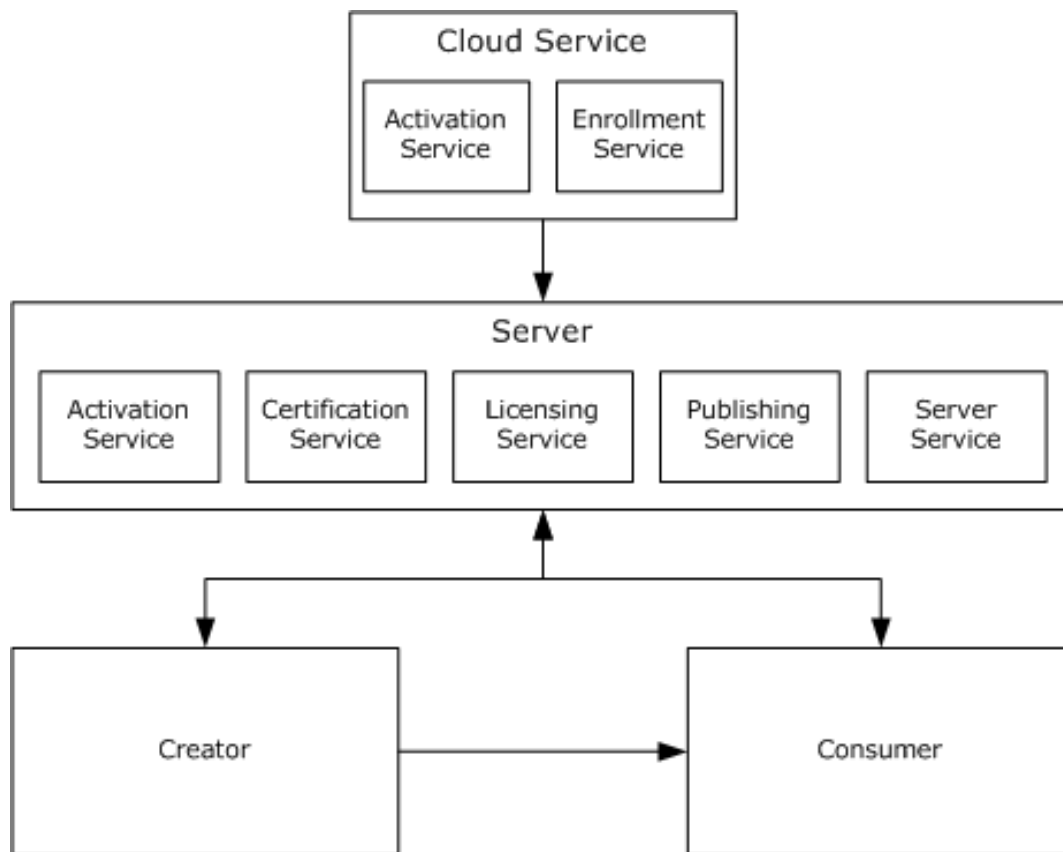 Cloud Service
Activation
Service
Enrollment
Service
Server
Activation
Service
Certification
Service
Licensing
Service
Publishing
Service
Server
Service
Creator
Consumer